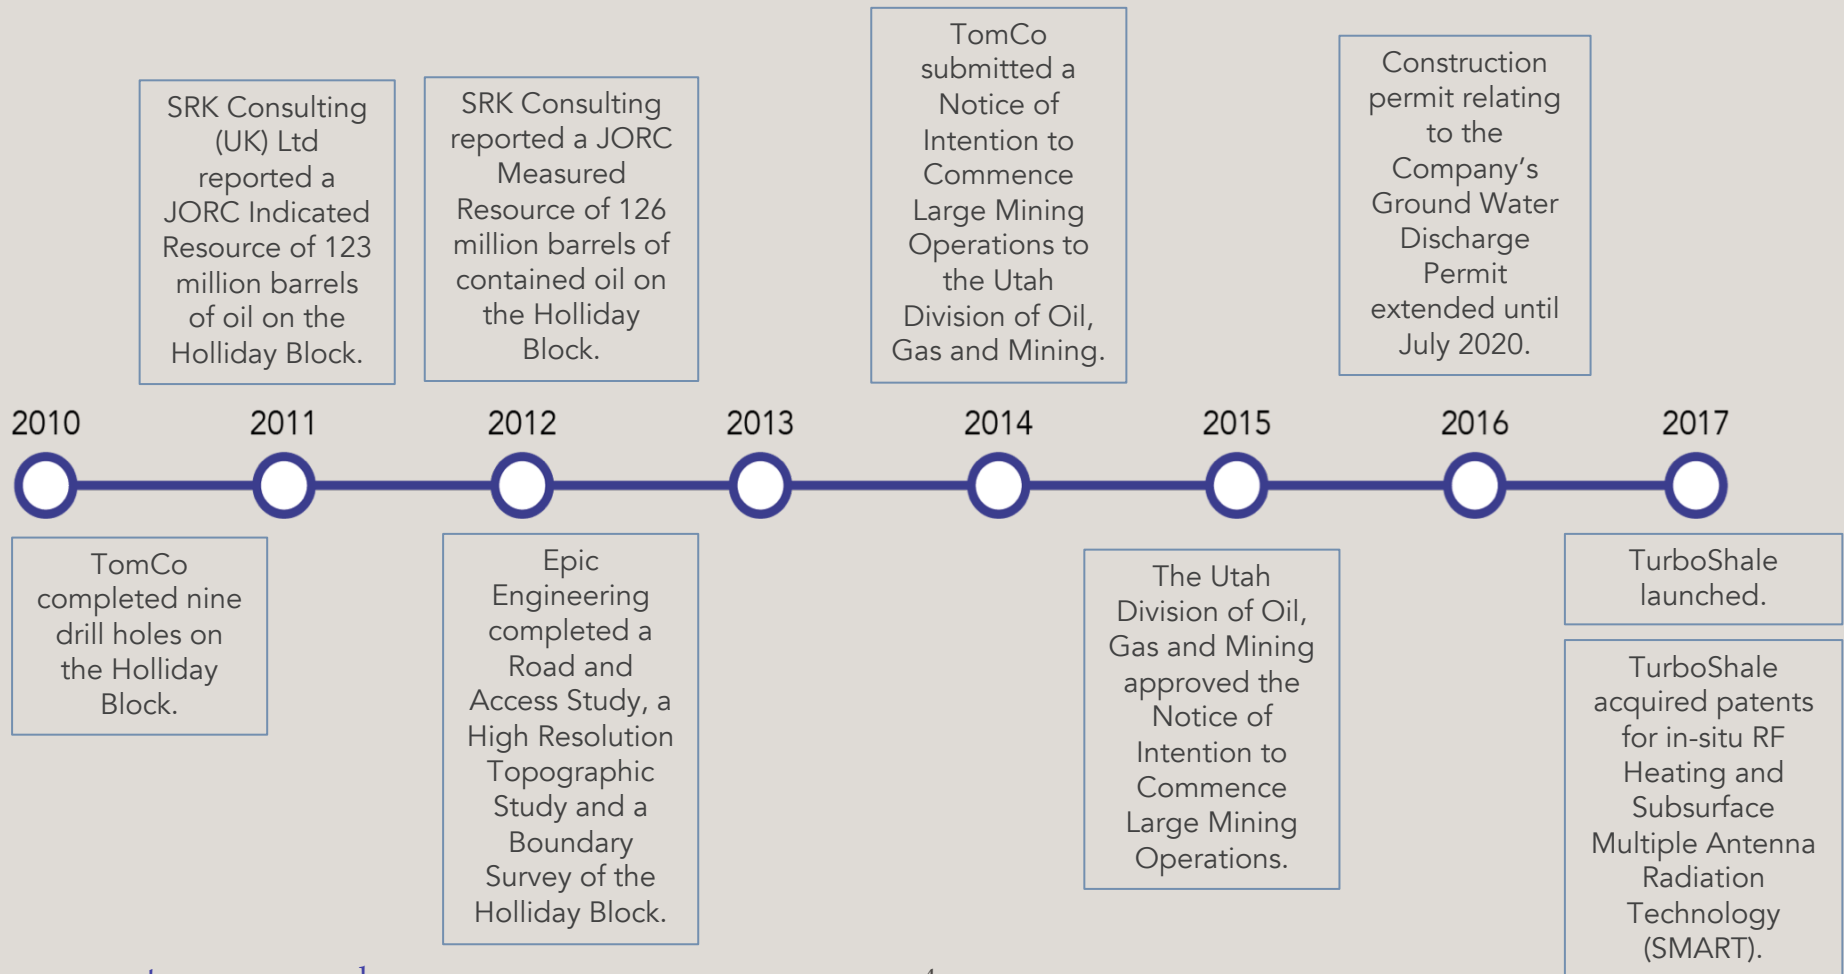 SRK Consulting
(UK) Ltd
reported a
JORC Indicated
Resource of 123
million barrels
of oil on the
Holliday Block.
SRK Consulting
reported a JORC
Measured
Resource of 126
million barrels of
contained oil on
the Holliday
Block.
TomCo
submitted a
Notice of
Intention to
Commence
Large Mining
Operations to
the Utah
Division of Oil,
Gas and Mining.
Construction
permit relating
to the
Company’s
Ground Water
Discharge
Permit
extended until
July 2020.
2010 2011 2012 2013 2014 2015 2016 2017
TomCo
completed nine
drill holes on
the Holliday
Block.
Epic
Engineering
completed a
Road and
Access Study, a
High Resolution
Topographic
Study and a
Boundary
Survey of the
Holliday Block.
The Utah
Division of Oil,
Gas and Mining
approved the
Notice of
Intention to
Commence
Large Mining
Operations.
TurboShale
launched.
TurboShale
acquired patents
for in-situ RF
Heating and
Subsurface
Multiple Antenna
Radiation
Technology
(SMART).